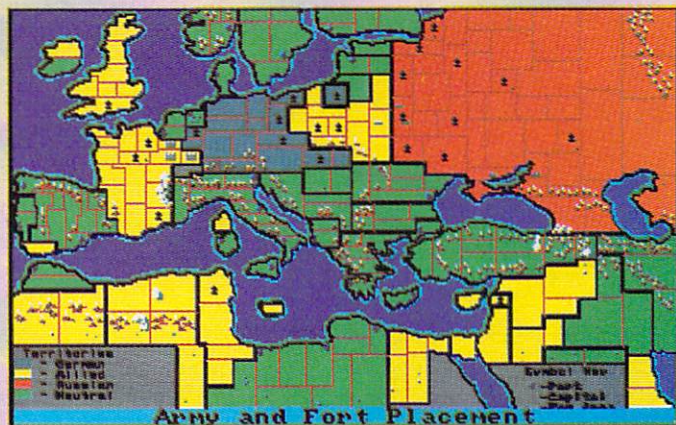 Territories
- German
- Allied
- Russian
- Neutral
Symbol Key
-Port
-Capital
Army and Fort Placement